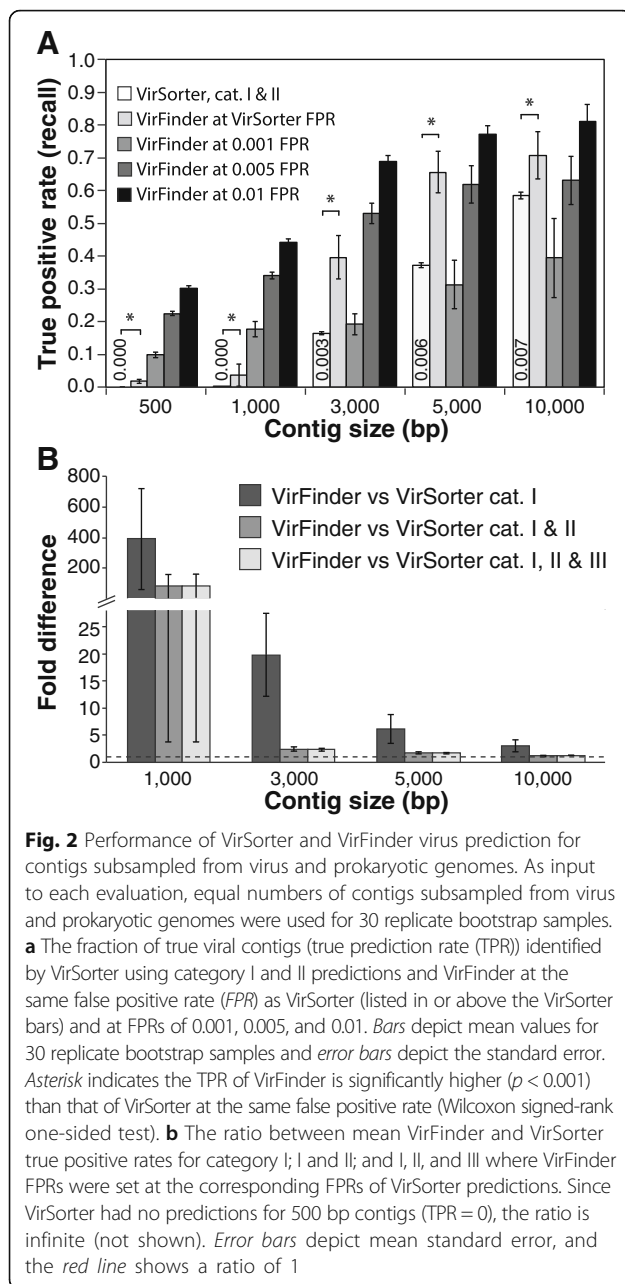 A
1.0
0.9
0.8
0.7
0.6
0.5
0.4
0.3
0.2
0.1
0.0
True positive rate (recall)
VirSorter, cat. I & II
VirFinder at VirSorter FPR
VirFinder at 0.001 FPR
VirFinder at 0.005 FPR
VirFinder at 0.01 FPR
*
*
*
*
*
0.000
0.000
0.003
0.006
0.007
500
1,000
3,000
5,000
10,000
Contig size (bp)
B
800
600
400
200
25
20
15
10
5
0
Fold difference
VirFinder vs VirSorter cat. I
VirFinder vs VirSorter cat. I & II
VirFinder vs VirSorter cat. I, II & III
1,000
3,000
5,000
10,000
Contig size (bp)
Fig. 2 Performance of VirSorter and VirFinder virus prediction for
contigs subsampled from virus and prokaryotic genomes. As input
to each evaluation, equal numbers of contigs subsampled from virus
and prokaryotic genomes were used for 30 replicate bootstrap samples.
a The fraction of true viral contigs (true prediction rate (TPR)) identified
by VirSorter using category I and II predictions and VirFinder at the
same false positive rate (FPR) as VirSorter (listed in or above the VirSorter
bars) and at FPRs of 0.001, 0.005, and 0.01. Bars depict mean values for
30 replicate bootstrap samples and error bars depict the standard error.
Asterisk indicates the TPR of VirFinder is significantly higher (p < 0.001)
than that of VirSorter at the same false positive rate (Wilcoxon signed-rank
one-sided test). b The ratio between mean VirFinder and VirSorter
true positive rates for category I; I and II; and I, II, and III where VirFinder
FPRs were set at the corresponding FPRs of VirSorter predictions. Since
VirSorter had no predictions for 500 bp contigs (TPR = 0), the ratio is
infinite (not shown). Error bars depict mean standard error, and
the red line shows a ratio of 1